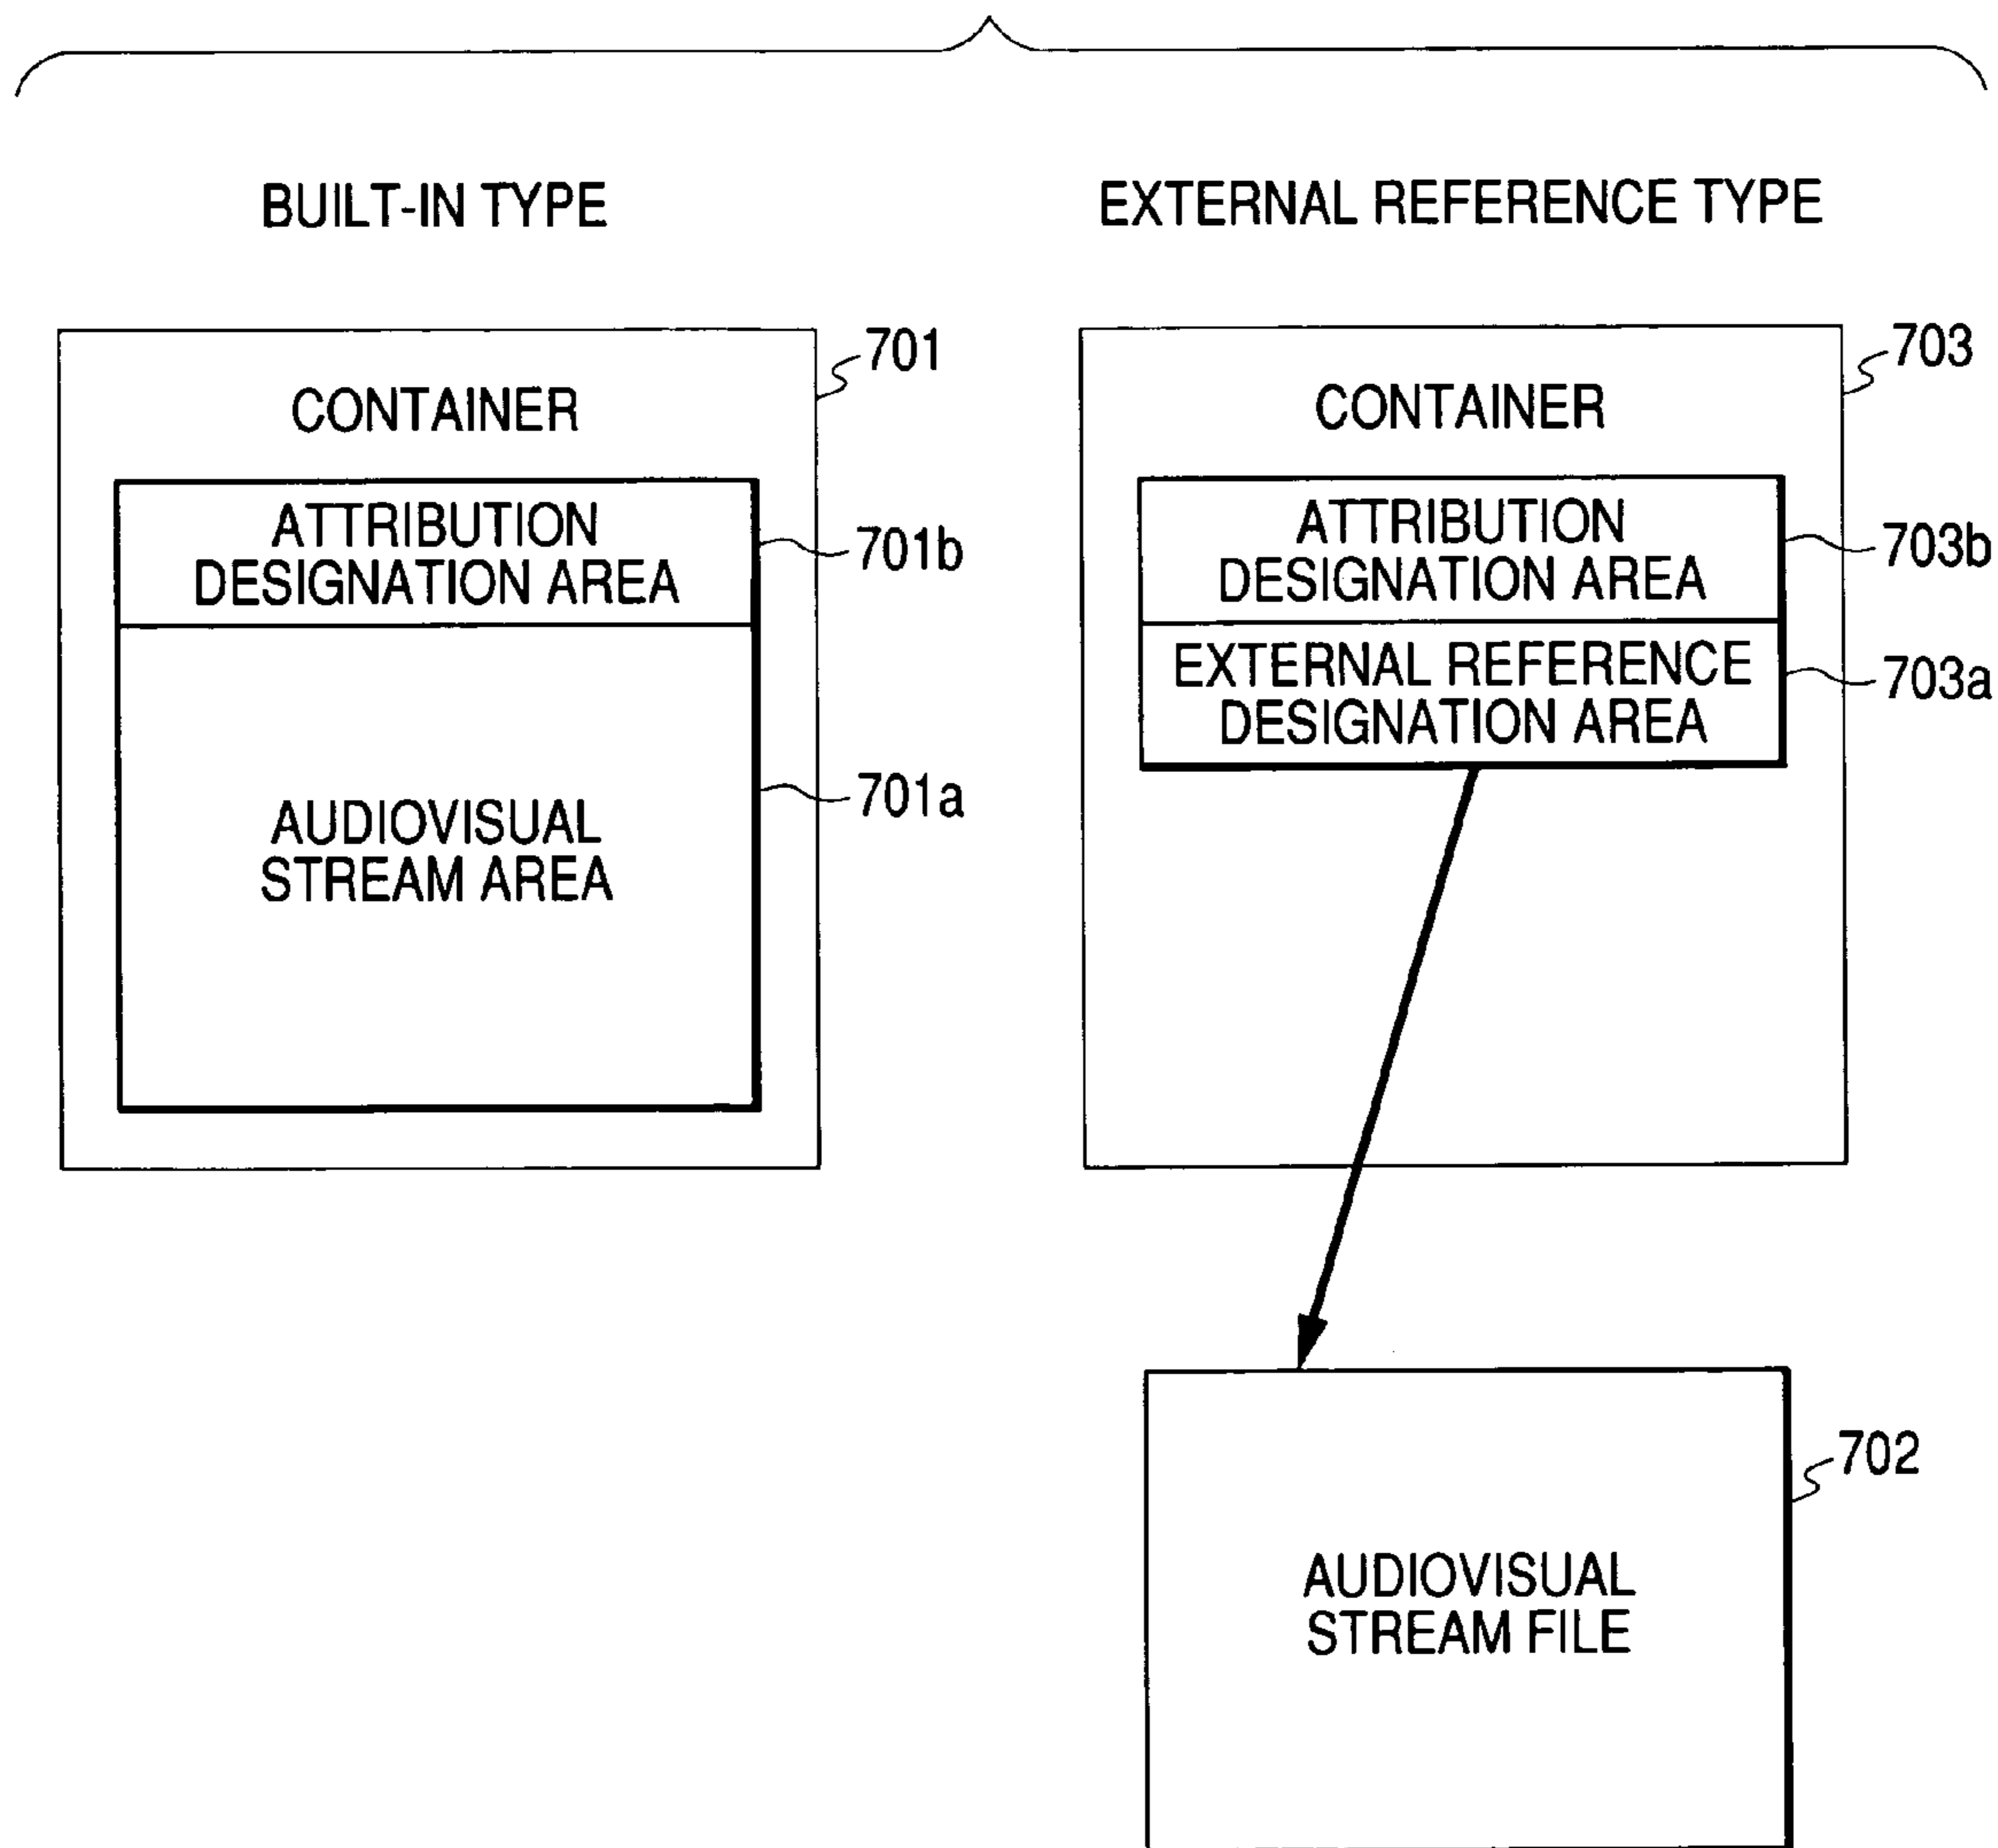 BUILT-IN TYPE
CONTAINER
701
ATTRIBUTION
DESIGNATION AREA
701b
AUDIOVISUAL
STREAM AREA
701a
EXTERNAL REFERENCE TYPE
CONTAINER
703
ATTRIBUTION
DESIGNATION AREA
703b
EXTERNAL REFERENCE
DESIGNATION AREA
703a
AUDIOVISUAL
STREAM FILE
702